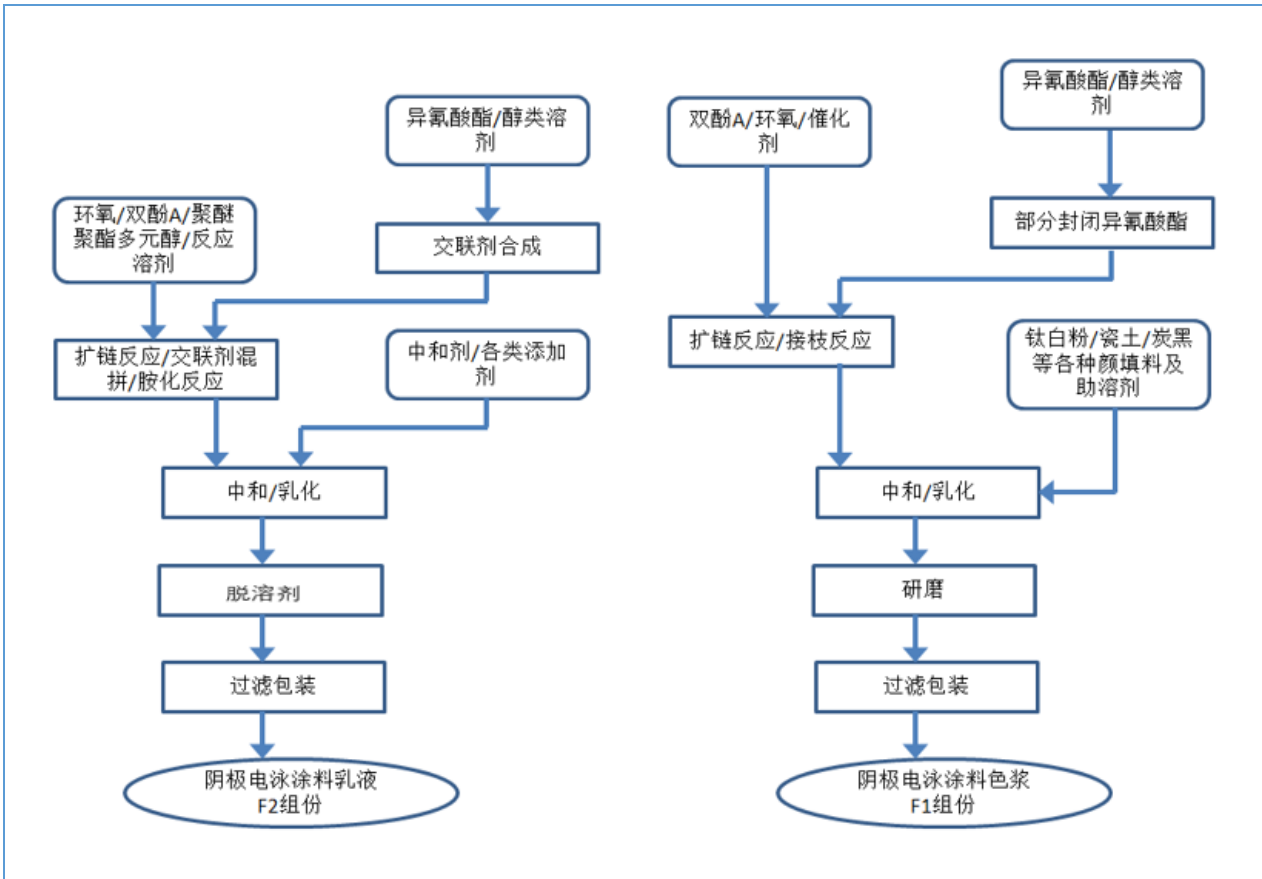 异氰酸酯/醇类溶
剂
环氧/双酚A/聚醚
聚酯多元醇/反应
溶剂
交联剂合成
扩链反应/交联剂混
拼/胺化反应
中和剂/各类添加
剂
中和/乳化
脱溶剂
过滤包装
阴极电泳涂料乳液
F2组份
异氰酸酯/醇类溶
剂
双酚A/环氧/催化
剂
部分封闭异氰酸酯
扩链反应/接枝反应
钛白粉/瓷土/炭黑
等各种颜填料及
助溶剂
中和/乳化
研磨
过滤包装
阴极电泳涂料色浆
F1组份